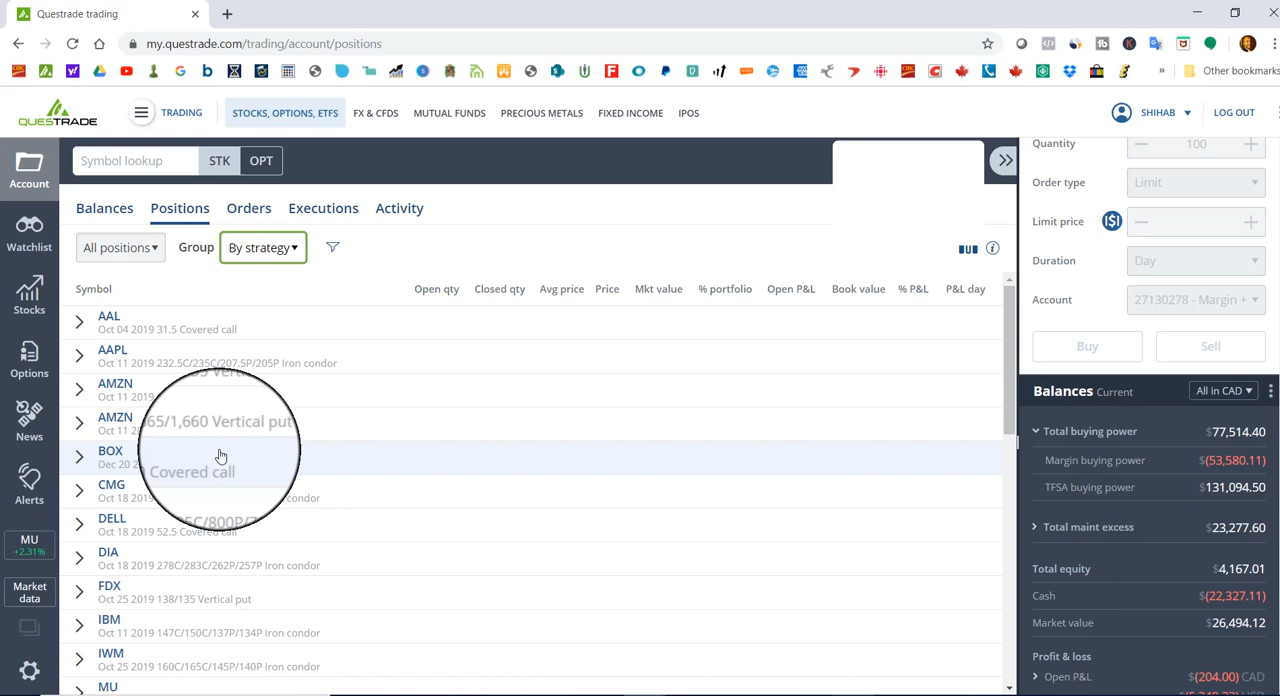 Questrade trading
my.questrade.com/trading/account/positions
Other bookmarks
QUESTRADE
TRADING
STOCKS, OPTIONS, ETFS
FX & CFDS
MUTUAL FUNDS
PRECIOUS METALS
FIXED INCOME
IPOS
SHIHAB
LOG OUT
Account
Watchlist
Stocks
Options
News
Alerts
MU
+2.31%
Market
data
Symbol lookup
STK
OPT
Balances
Positions
Orders
Executions
Activity
All positions
Group
By strategy
Symbol
Open qty
Closed qty
Avg price
Price
Mkt value
% portfolio
Open P&L
Book value
% P&L
P&L day
AAL
Oct 04 2019 31.5 Covered call
AAPL
Oct 11 2019 232.5C/235C/207.5P/205P Iron condor
AMZN
Oct 11 2019
AMZN
Oct 11
65/1,660 Vertical put
BOX
Dec 20
Covered call
CMG
Oct 18 2019
condor
5C/800P/
DELL
Oct 18 2019 52.5 Covered call
DIA
Oct 18 2019 278C/283C/262P/257P Iron condor
FDX
Oct 25 2019 138/135 Vertical put
IBM
Oct 11 2019 147C/150C/137P/134P Iron condor
IWM
Oct 25 2019 160C/165C/145P/140P Iron condor
MU
Quantity
100
Order type
Limit
Limit price
Duration
Day
Account
27130278 - Margin +
Buy
Sell
Balances Current
All in CAD
Total buying power
$77,514.40
Margin buying power
$(53,580.11)
TFSA buying power
$131,094.50
Total maint excess
$23,277.60
Total equity
$4,167.01
Cash
$(22,327.11)
Market value
$26,494.12
Profit & loss
Open P&L
$(204.00) CAD